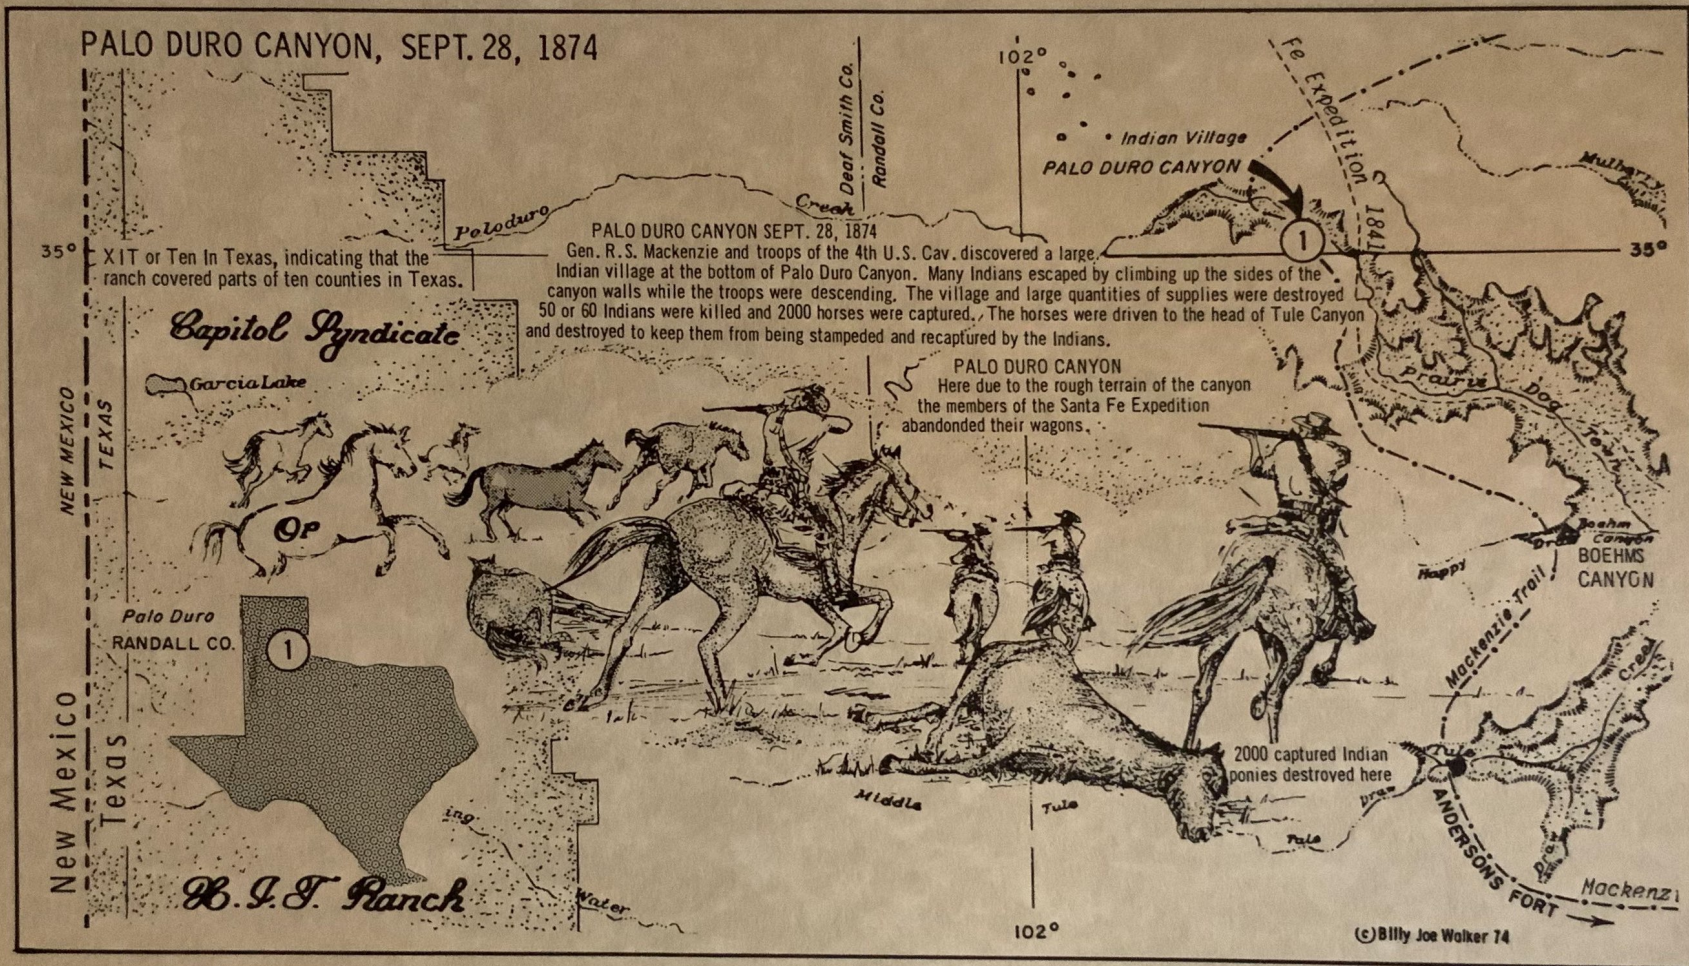 PALO DURO CANYON, SEPT. 28, 1874
102°
Deaf Smith Co.
Randall Co.
Fe Expedition 1841
Indian Village
PALO DURO CANYON
Mulberry
1
Poloduro Creek
35°
35°
XIT or Ten In Texas, indicating that the
ranch covered parts of ten counties in Texas.
PALO DURO CANYON SEPT. 28, 1874
Gen. R.S. Mackenzie and troops of the 4th U.S. Cav. discovered a large
Indian village at the bottom of Palo Duro Canyon. Many Indians escaped by climbing up the sides of the
canyon walls while the troops were descending. The village and large quantities of supplies were destroyed
50 or 60 Indians were killed and 2000 horses were captured. The horses were driven to the head of Tule Canyon
and destroyed to keep them from being stampeded and recaptured by the Indians.
Capitol Syndicate
Garcia Lake
PALO DURO CANYON
Here due to the rough terrain of the canyon
the members of the Santa Fe Expedition
abandonded their wagons.
Prairie Dog Town
NEW MEXICO
TEXAS
Boehm
Canyon
Draw
BOEHMS
CANYON
Happy
Mackenzie Trail
Palo Duro
RANDALL CO.
1
Creek
New Mexico
Texas
2000 captured Indian
ponies destroyed here
Tule
Middle Tule Draw
Palo
ing
Water
X.I.T. Ranch
ANDERSONS FORT
Mackenzi
102°
(c) Billy Joe Walker 74